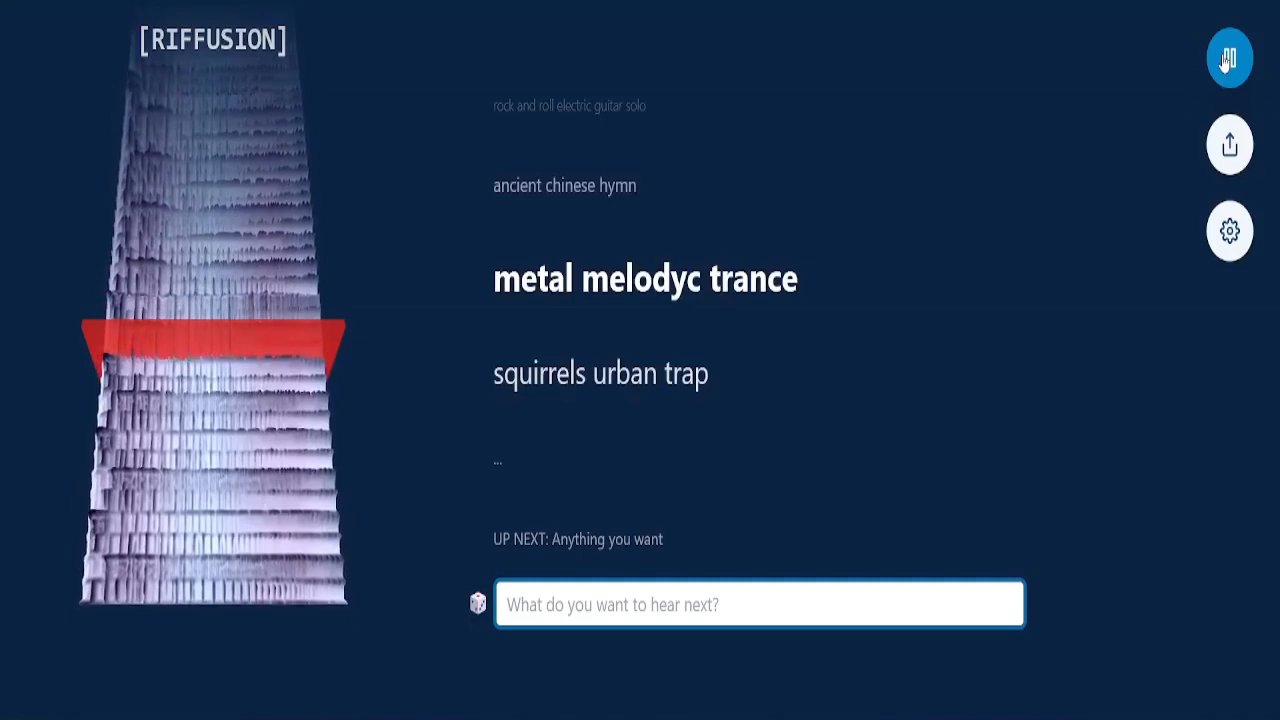 [RIFFUSION]
rock and roll electric guitar solo
ancient chinese hymn
metal melodyc trance
squirrels urban trap
...
UP NEXT: Anything you want
What do you want to hear next?